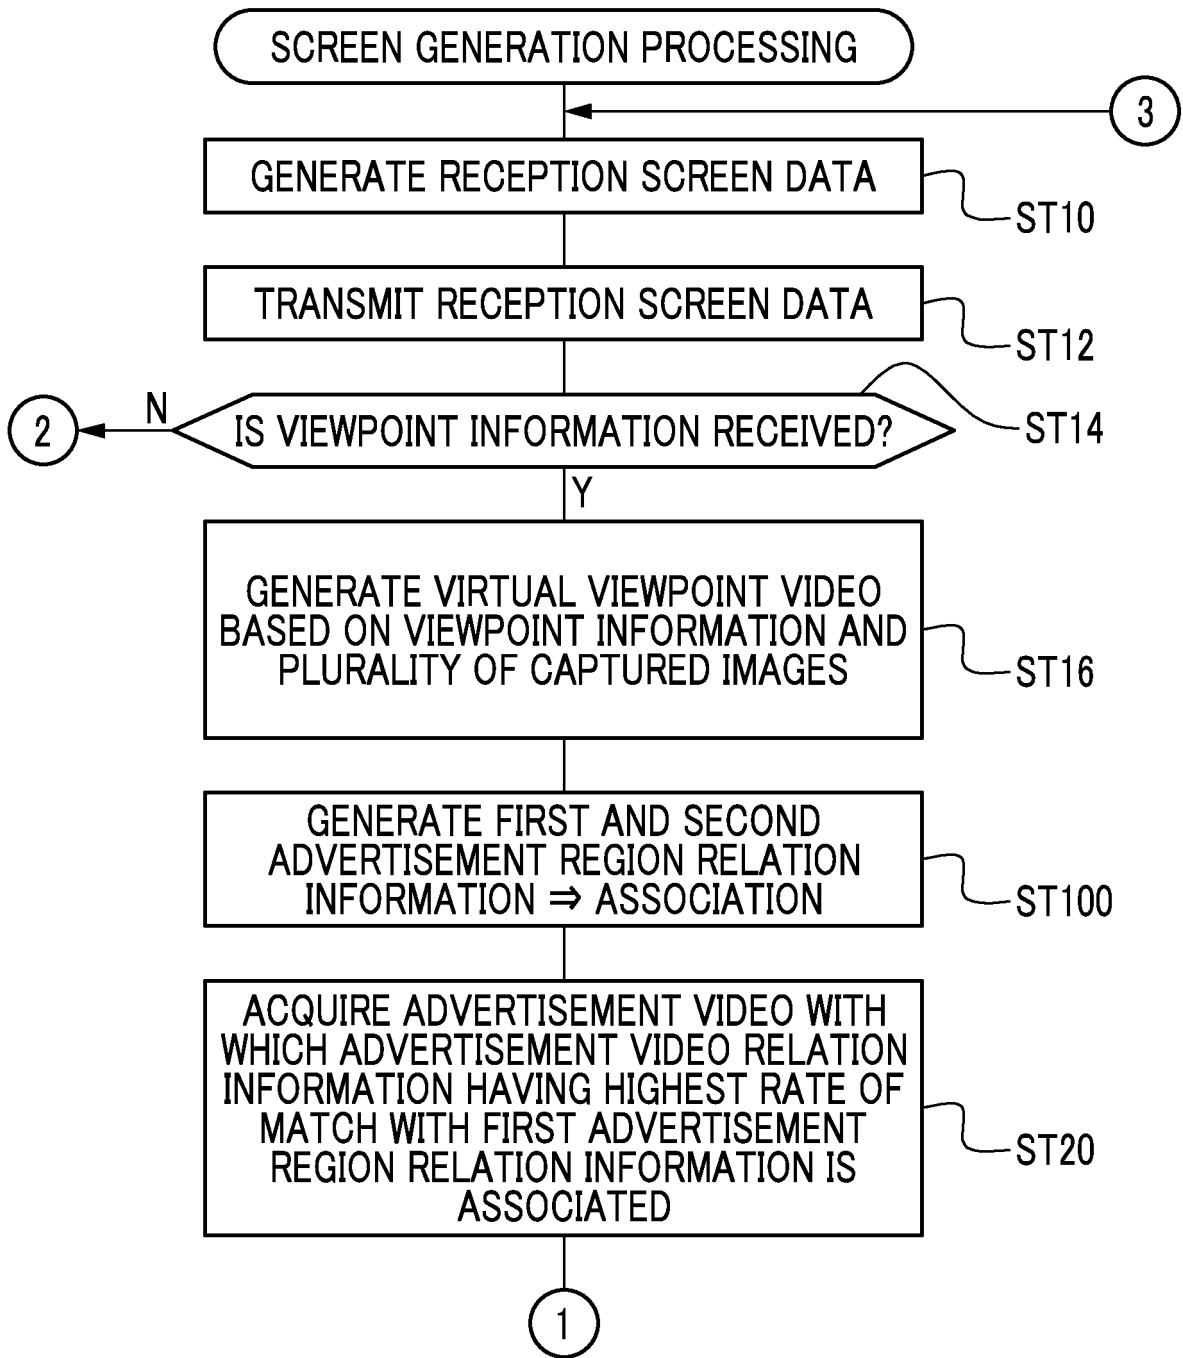 SCREEN GENERATION PROCESSING
3
GENERATE RECEPTION SCREEN DATA
ST10
TRANSMIT RECEPTION SCREEN DATA
ST12
N
2
IS VIEWPOINT INFORMATION RECEIVED?
ST14
Y
GENERATE VIRTUAL VIEWPOINT VIDEO
BASED ON VIEWPOINT INFORMATION AND
PLURALITY OF CAPTURED IMAGES
ST16
GENERATE FIRST AND SECOND
ADVERTISEMENT REGION RELATION
INFORMATION ⇒ ASSOCIATION
ST100
ACQUIRE ADVERTISEMENT VIDEO WITH
WHICH ADVERTISEMENT VIDEO RELATION
INFORMATION HAVING HIGHEST RATE OF
MATCH WITH FIRST ADVERTISEMENT
REGION RELATION INFORMATION IS
ASSOCIATED
ST20
1